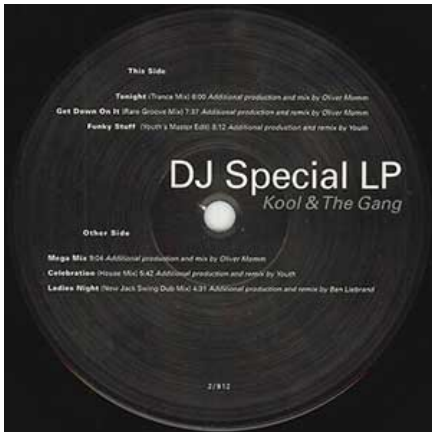 This Side
Tonight (Trance Mix) 6:00 Additional production and mix by Oliver Momm
Get Down On It (Rare Groove Mix) 7:37 Additional production and remix by Oliver Momm
Funky Stuff (Youth's Master Edit) 5:12 Additional production and remix by Youth
DJ Special LP
Kool & The Gang
Other Side
Mega Mix 9:04 Additional production and mix by Oliver Momm
Celebration (House Mix) 5:42 Additional production and remix by Youth
Ladies Night (New Jack Swing Dub Mix) 4:31 Additional production and remix by Ben Liebrand
2/912